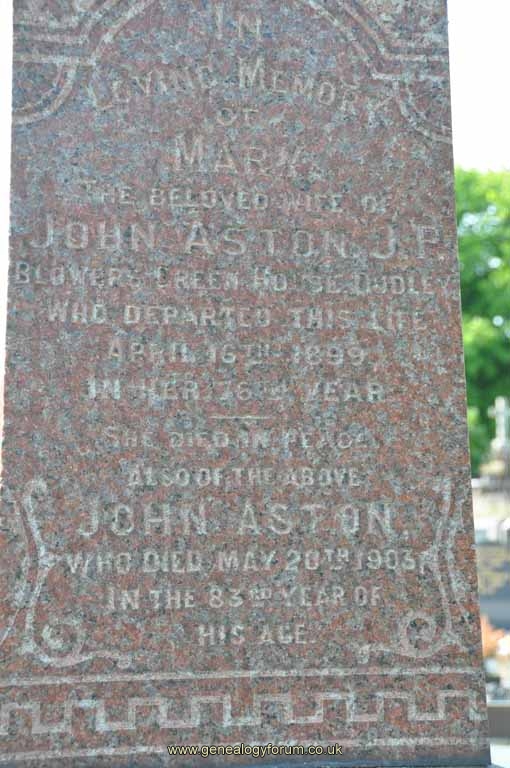 IN
LOVING MEMORY
OF
MARY,
THE BELOVED WIFE OF
JOHN ASTON, J.P.
BLOWERS GREEN HOUSE, DUDLEY
WHO DEPARTED THIS LIFE
APRIL 16TH 1899,
IN HER 76TH YEAR
SHE DIED IN PEACE
ALSO OF THE ABOVE
JOHN ASTON,
WHO DIED MAY 20TH 1903,
IN THE 83RD YEAR OF
HIS AGE.
www.genealogyforum.co.uk